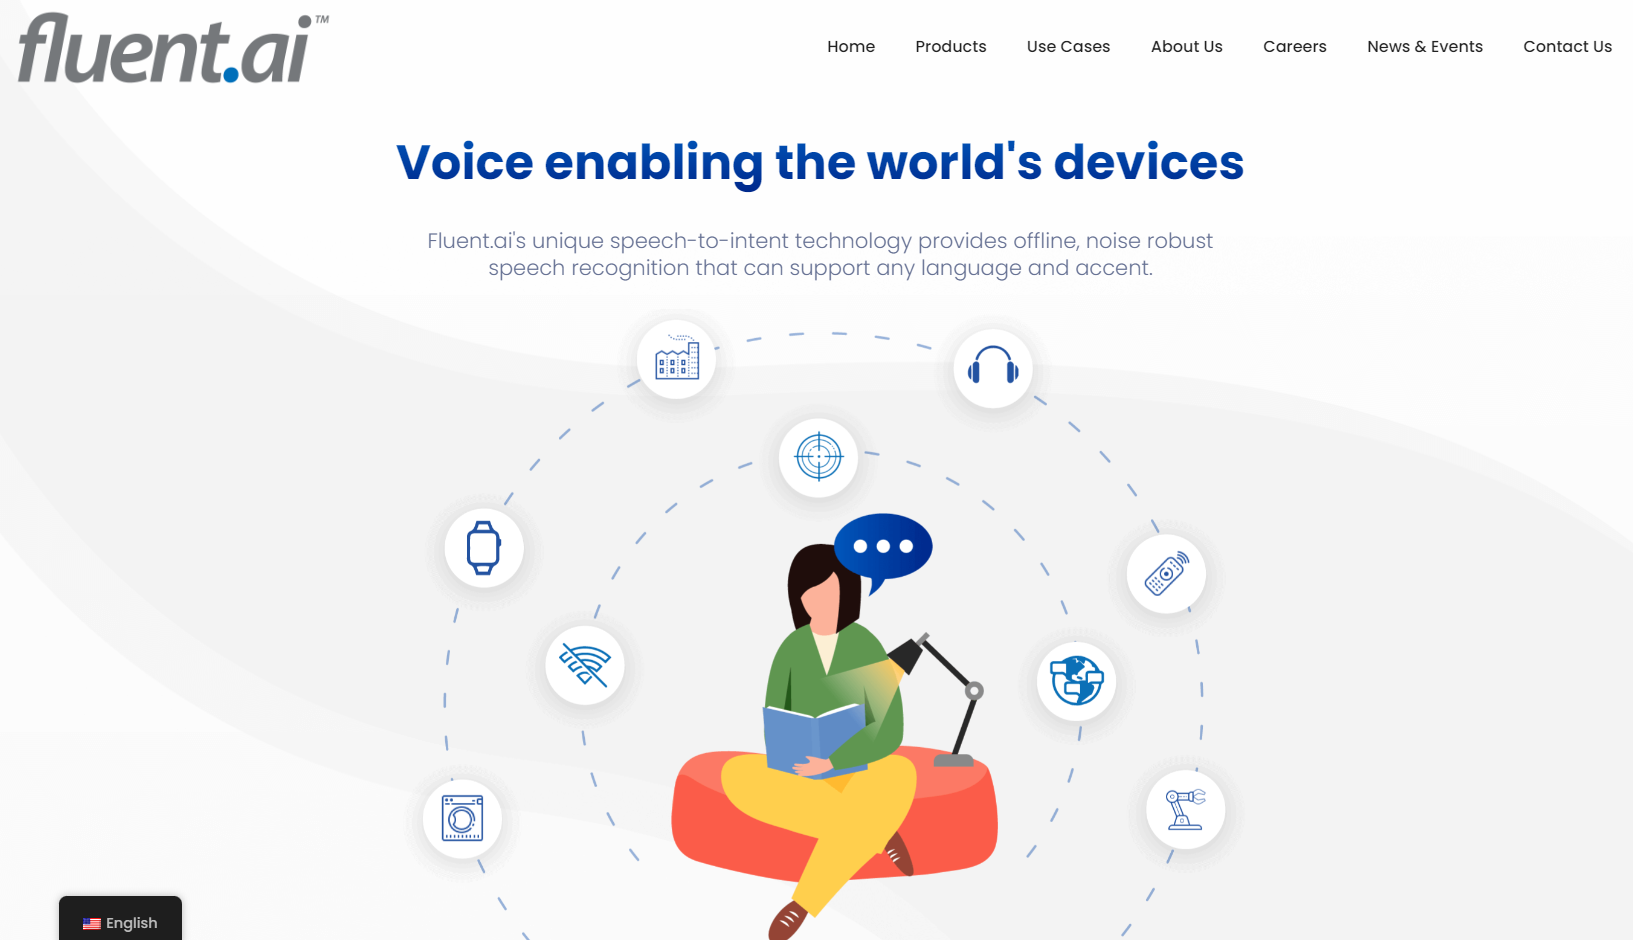 fluent.ai™
Home Products Use Cases About Us Careers News & Events Contact Us
Voice enabling the world's devices
Fluent.ai's unique speech-to-intent technology provides offline, noise robust
speech recognition that can support any language and accent.
English